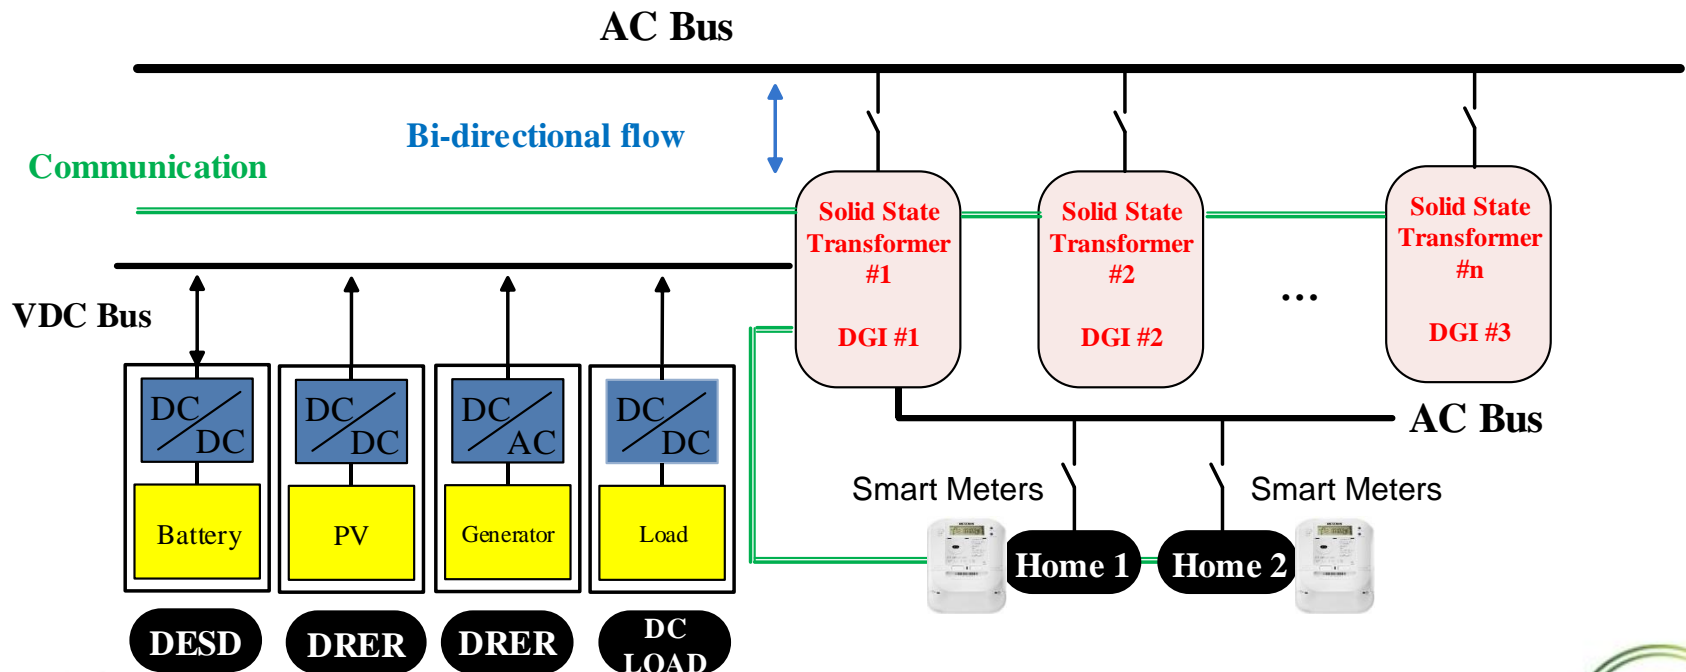 AC Bus
Bi-directional flow
Communication
Solid State
Transformer
#1
DGI #1
Solid State
Transformer
#2
DGI #2
...
Solid State
Transformer
#n
DGI #3
VDC Bus
DC
DC
Battery
DESD
DC
DC
PV
DRER
DC
AC
Generator
DRER
DC
DC
Load
DC
LOAD
AC Bus
Smart Meters
Smart Meters
Home 1
Home 2